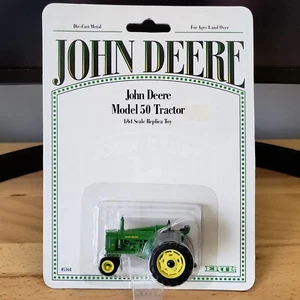 Die-Cast Metal
For Ages 3 and Over
JOHN DEERE
John Deere
Model 50 Tractor
1/64 Scale Replica Toy
ERTL